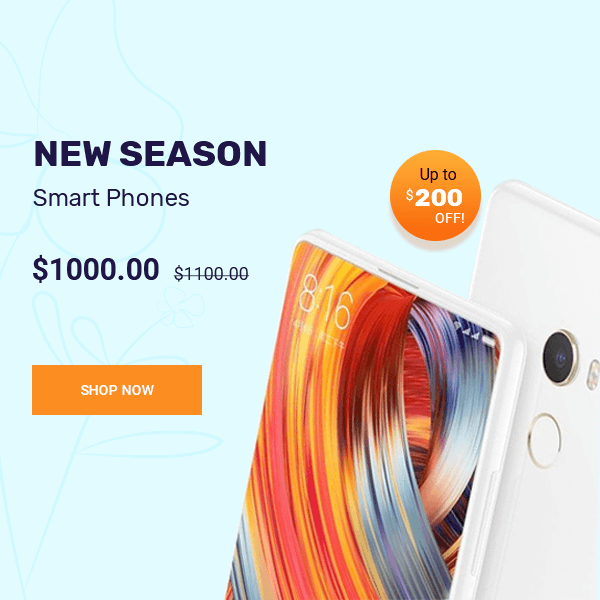 NEW SEASON
Smart Phones
$1000.00 $1100.00
SHOP NOW
Up to
$200
OFF!
8:16